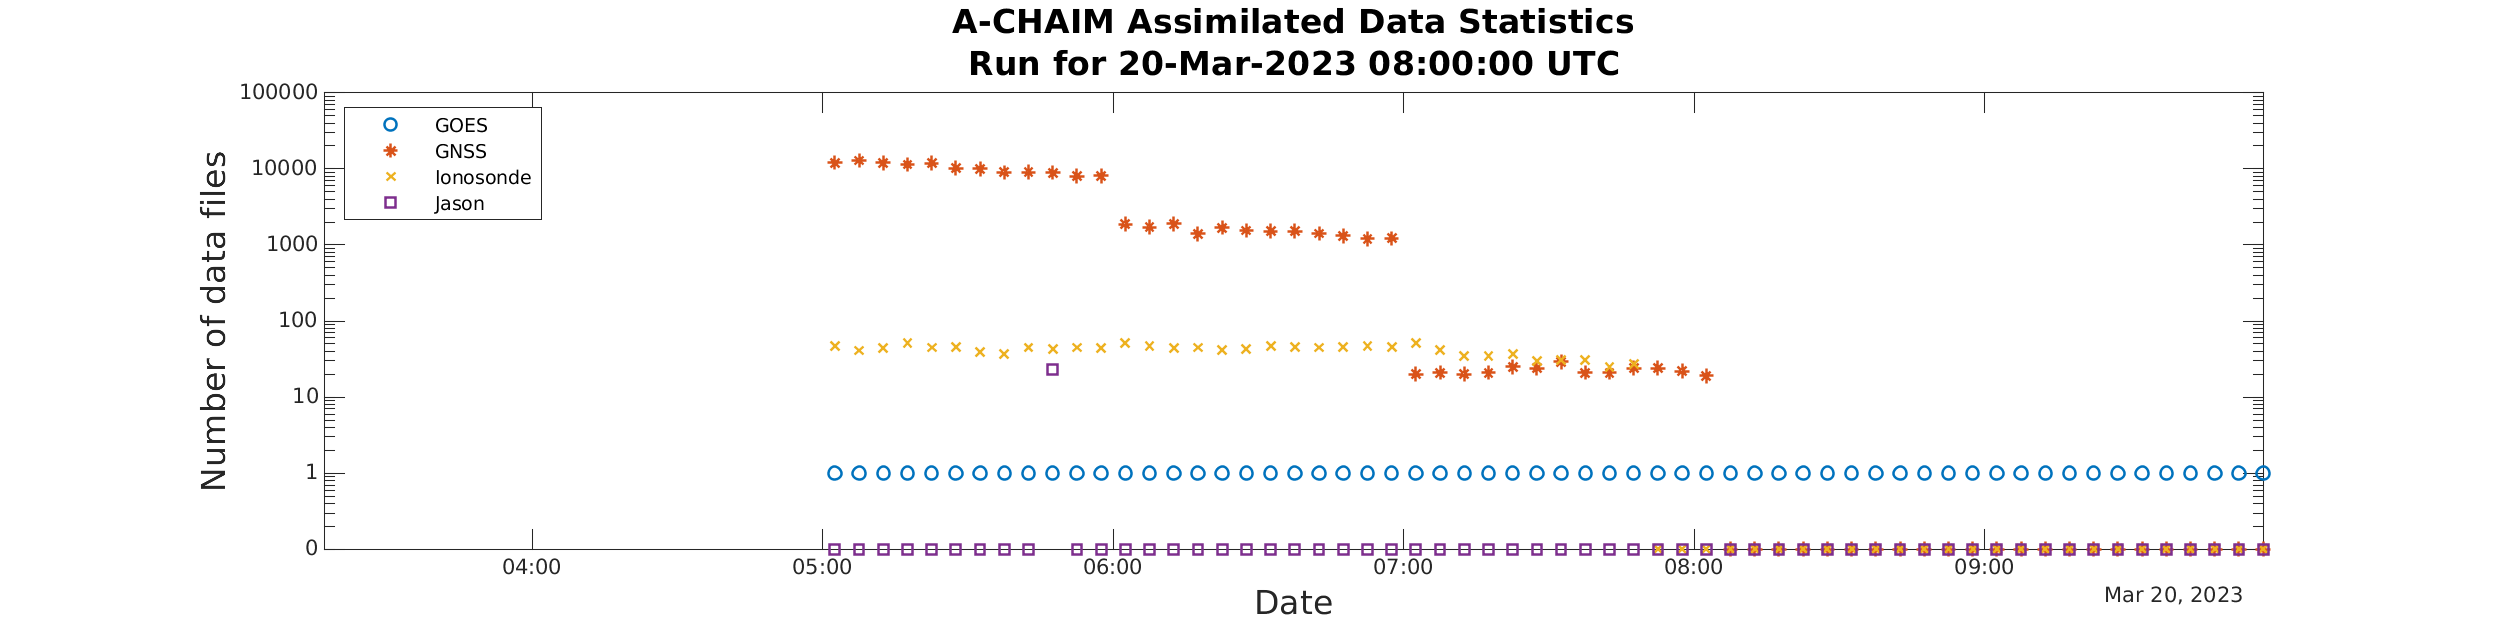 A-CHAIM Assimilated Data Statistics
Run for 20-Mar-2023 08:00:00 UTC
Number of data files
100000
10000
1000
100
10
1
0
GOES
GNSS
Ionosonde
Jason
04:00 05:00 06:00 07:00 08:00 09:00
Mar 20, 2023
Date